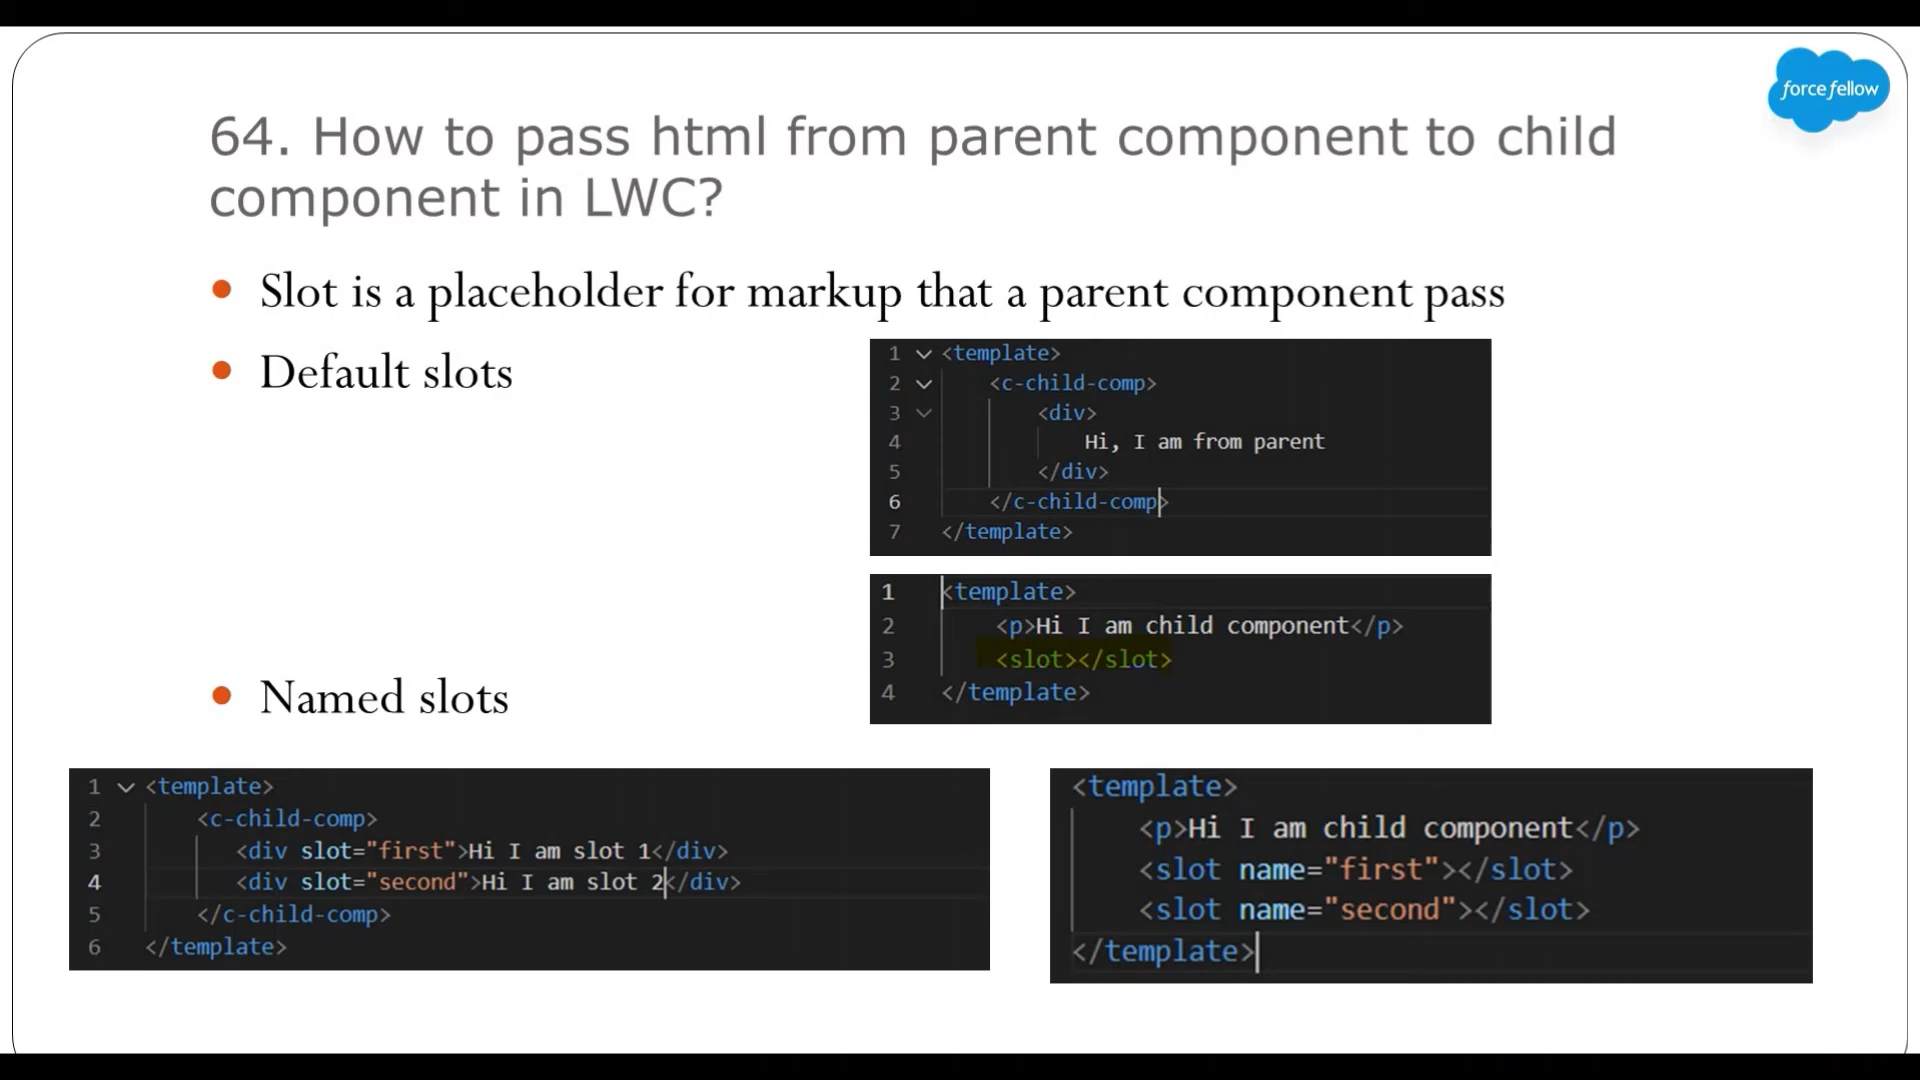 force fellow
64. How to pass html from parent component to child
component in LWC?
• Slot is a placeholder for markup that a parent component pass
• Default slots
1 <template>
2 <c-child-comp>
3 <div>
4 Hi, I am from parent
5 </div>
6 </c-child-comp>
7 </template>
1 <template>
2 <p>Hi I am child component</p>
3 <slot></slot>
4 </template>
• Named slots
1 <template>
2 <c-child-comp>
3 <div slot="first">Hi I am slot 1</div>
4 <div slot="second">Hi I am slot 2</div>
5 </c-child-comp>
6 </template>
<template>
<p>Hi I am child component</p>
<slot name="first"></slot>
<slot name="second"></slot>
</template>